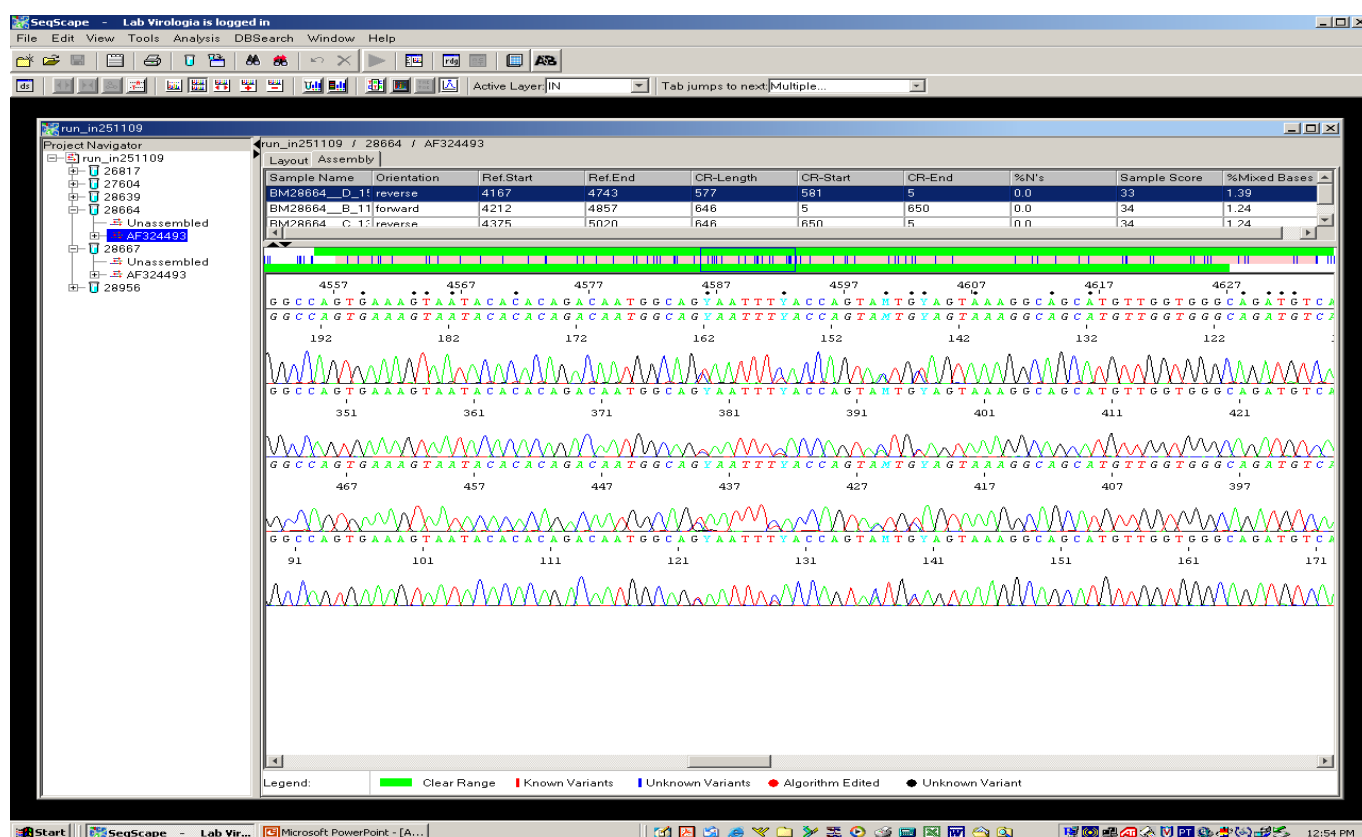 SeqScape - Lab Virologia is logged in
File Edit View Tools Analysis DBSearch Window Help
Active Layer: IN Tab jumps to next: Multiple...
run_in251109
Project Navigator
run_in251109
26817
27604
28639
28664
Unassembled
AF324493
28667
Unassembled
AF324493
28956
run_in251109 / 28664 / AF324493
Layout Assembly
Sample Name Orientation Ref.Start Ref.End CR-Length CR-Start CR-End %N's Sample Score %Mixed Bases
BM28664__D_15 reverse 4167 4743 577 581 5 0.0 33 1.39
BM28664__B_11 forward 4212 4857 646 5 650 0.0 34 1.24
BM28664__C_13 reverse 4375 5020 646 650 5 0.0 34 1.24
4557 4567 4577 4587 4597 4607 4617 4627
GGCCAGTGAAAGTAATACACACAGACAATGGCAGYAATTTYACCAGTAMTGYAGTAAAGGCAGCATGTTGGTGGGCAGATGTCA
GGCCAGTGAAAGTAATACACACAGACAATGGCAGYAATTTYACCAGTAMTGYAGTAAAGGCAGCATGTTGGTGGGCAGATGTCA
192 182 172 162 152 142 132 122
GGCCAGTGAAAGTAATACACACAGACAATGGCAGYAATTTYACCAGTAMTGYAGTAAAGGCAGCATGTTGGTGGGCAGATGTCA
351 361 371 381 391 401 411 421
GGCCAGTGAAAGTAATACACACAGACAATGGCAGYAATTTYACCAGTAMTGYAGTAAAGGCAGCATGTTGGTGGGCAGATGTCA
467 457 447 437 427 417 407 397
GGCCAGTGAAAGTAATACACACAGACAATGGCAGYAATTTYACCAGTAMTGYAGTAAAGGCAGCATGTTGGTGGGCAGATGTCA
91 101 111 121 131 141 151 161 171
Legend: Clear Range Known Variants Unknown Variants Algorithm Edited Unknown Variant
Start SeqScape - Lab Vir... Microsoft PowerPoint - [A... PT 12:54 PM